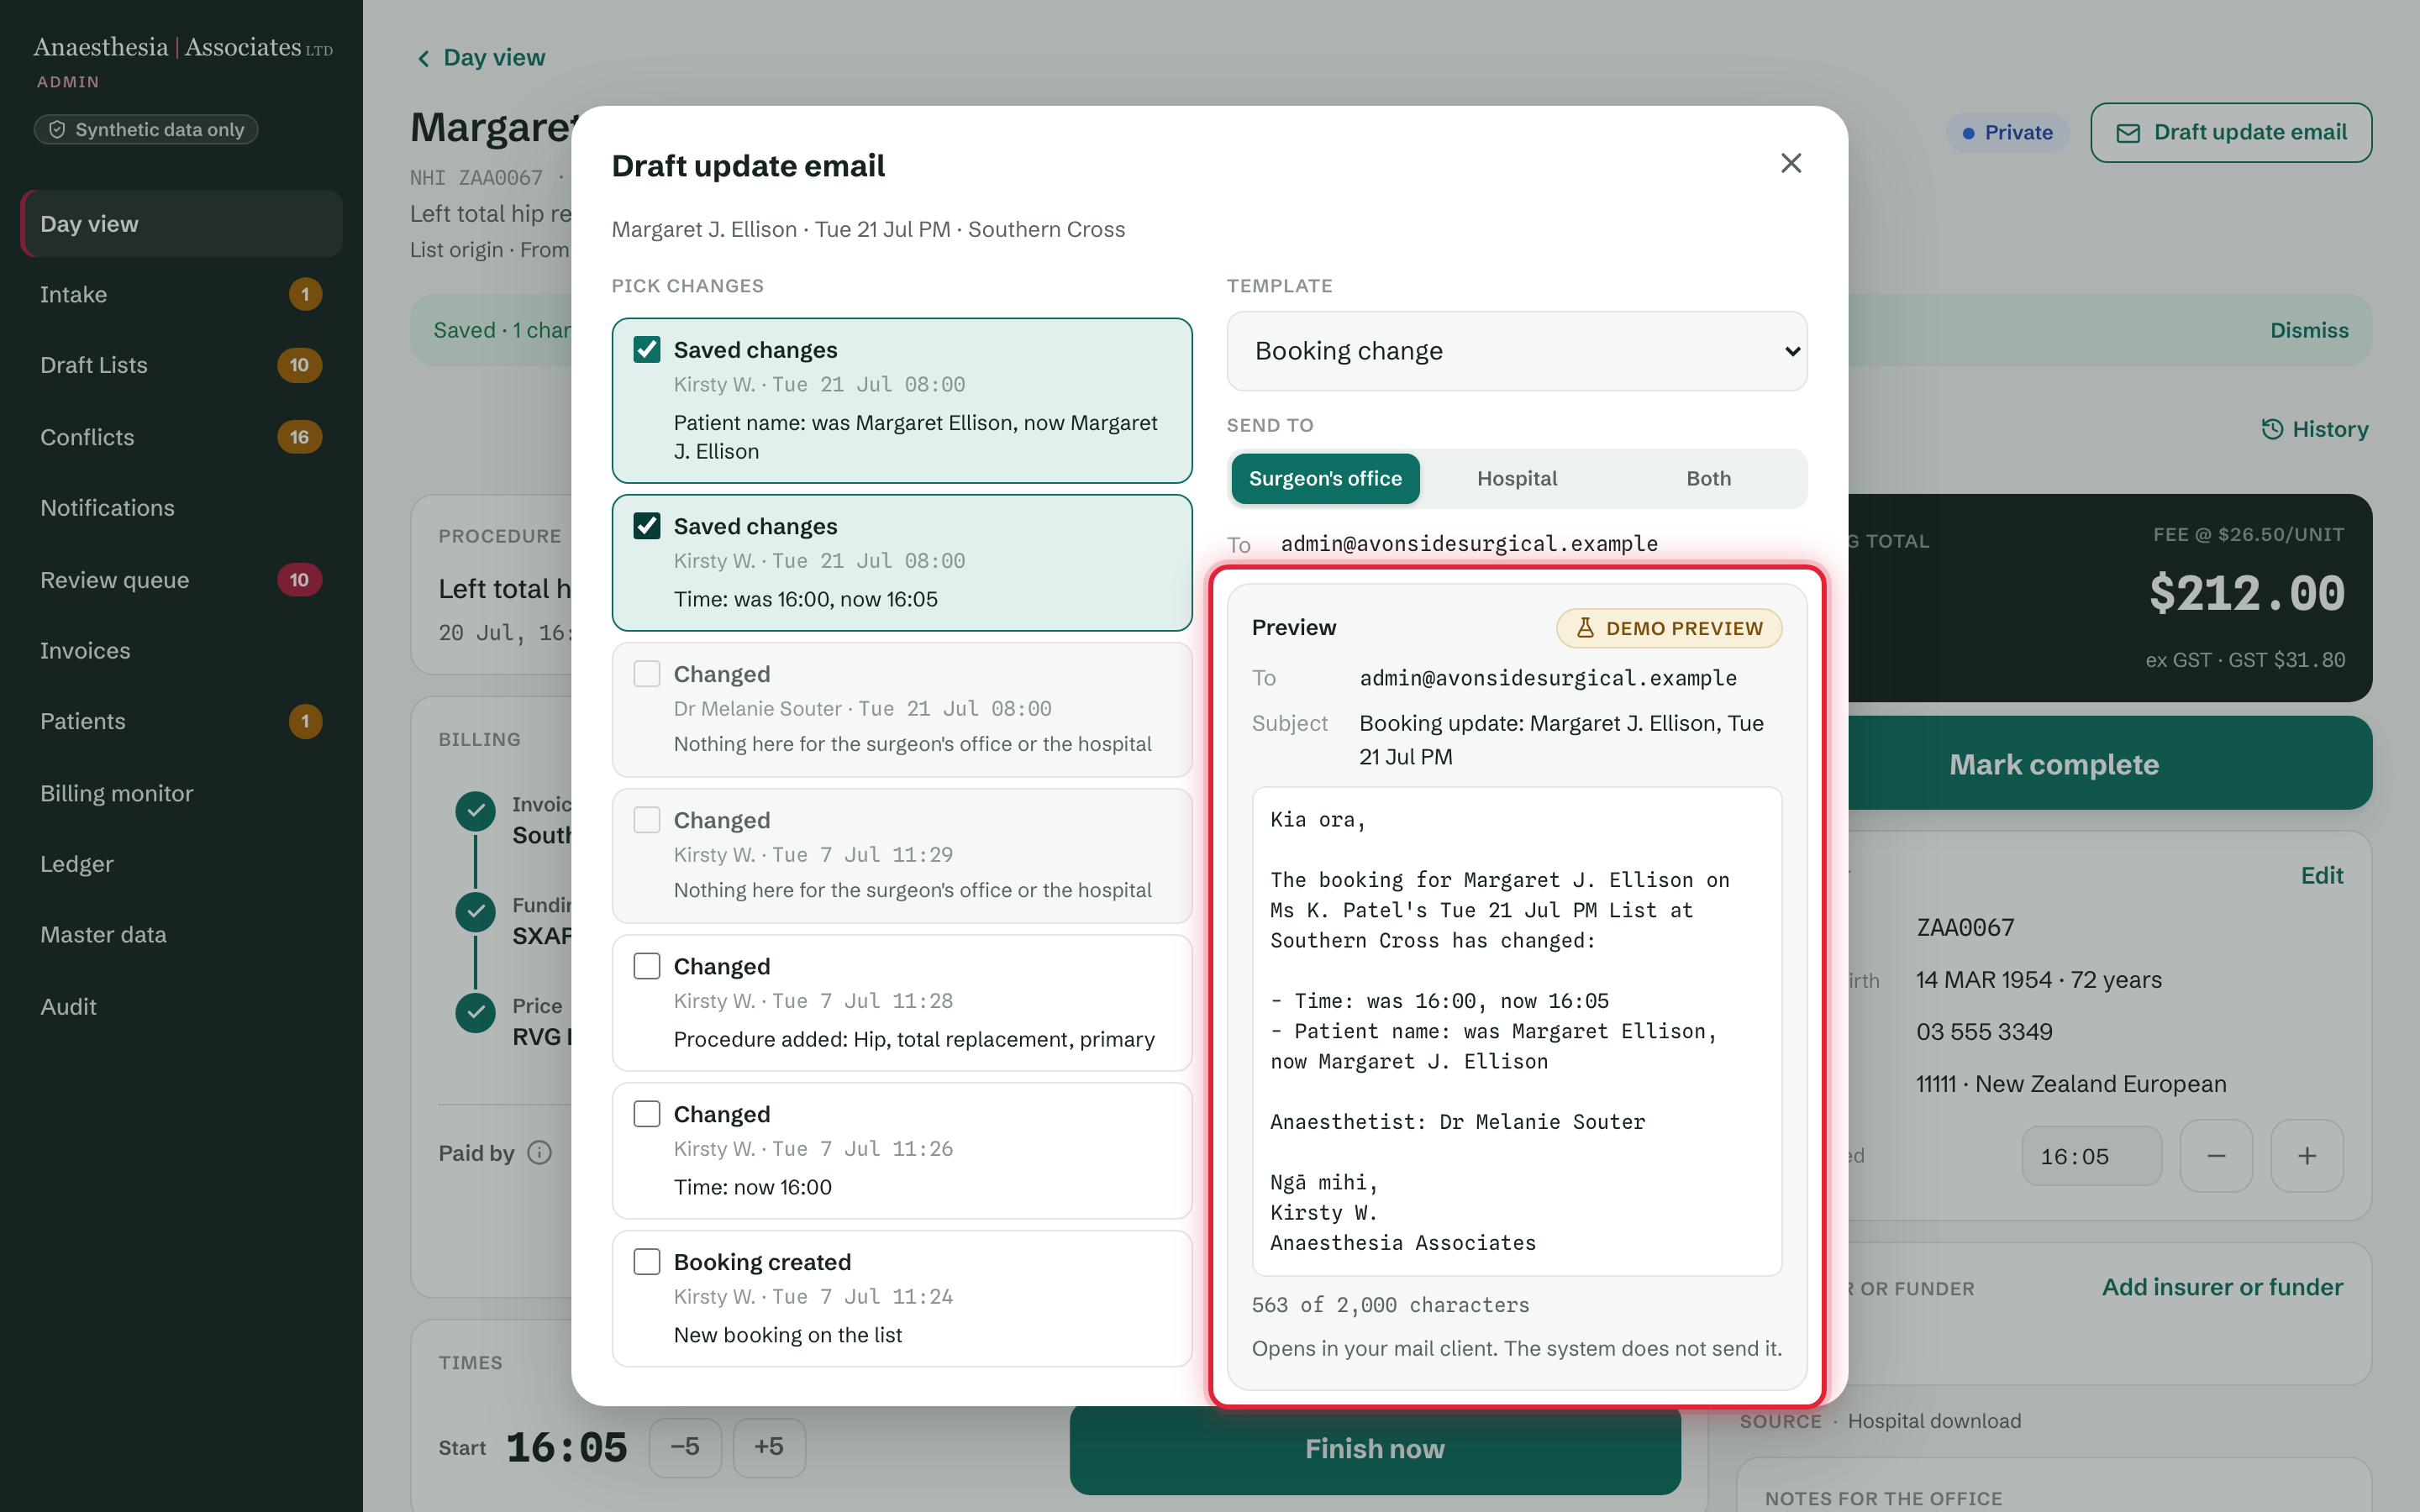 Anaesthesia | Associates LTD
ADMIN
Synthetic data only
Day view
Intake 1
Draft Lists 10
Conflicts 16
Notifications
Review queue 10
Invoices
Patients 1
Billing monitor
Ledger
Master data
Audit
Day view
Margaret
NHI ZAA0067 ·
Left total hip re
List origin · From
Private
Draft update email
Saved · 1 chan
Dismiss
History
PROCEDURE
Left total h
20 Jul, 16:
BILLING
Invoic
South
Fundin
SXAP
Price
RVG
Paid by
TIMES
Start 16:05 −5 +5
Finish now
Draft update email
Margaret J. Ellison · Tue 21 Jul PM · Southern Cross
PICK CHANGES
Saved changes
Kirsty W. · Tue 21 Jul 08:00
Patient name: was Margaret Ellison, now Margaret
J. Ellison
Saved changes
Kirsty W. · Tue 21 Jul 08:00
Time: was 16:00, now 16:05
Changed
Dr Melanie Souter · Tue 21 Jul 08:00
Nothing here for the surgeon's office or the hospital
Changed
Kirsty W. · Tue 7 Jul 11:29
Nothing here for the surgeon's office or the hospital
Changed
Kirsty W. · Tue 7 Jul 11:28
Procedure added: Hip, total replacement, primary
Changed
Kirsty W. · Tue 7 Jul 11:26
Time: now 16:00
Booking created
Kirsty W. · Tue 7 Jul 11:24
New booking on the list
TEMPLATE
Booking change
SEND TO
Surgeon's office Hospital Both
To admin@avonsidesurgical.example
Preview
DEMO PREVIEW
To admin@avonsidesurgical.example
Subject Booking update: Margaret J. Ellison, Tue
21 Jul PM
Kia ora,
The booking for Margaret J. Ellison on
Ms K. Patel's Tue 21 Jul PM List at
Southern Cross has changed:
- Time: was 16:00, now 16:05
- Patient name: was Margaret Ellison,
now Margaret J. Ellison
Anaesthetist: Dr Melanie Souter
Ngā mihi,
Kirsty W.
Anaesthesia Associates
563 of 2,000 characters
Opens in your mail client. The system does not send it.
G TOTAL
FEE @ $26.50/UNIT
$212.00
ex GST · GST $31.80
Mark complete
Edit
ZAA0067
irth 14 MAR 1954 · 72 years
03 555 3349
11111 · New Zealand European
ed 16:05 − +
R OR FUNDER
Add insurer or funder
SOURCE · Hospital download
NOTES FOR THE OFFICE